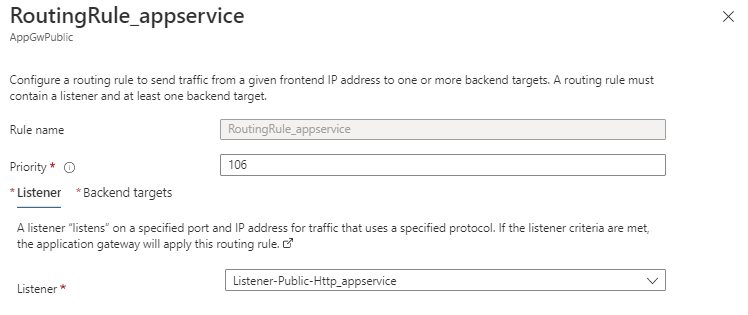 RoutingRule_appservice
AppGwPublic
Configure a routing rule to send traffic from a given frontend IP address to one or more backend targets. A routing rule must
contain a listener and at least one backend target.
Rule name RoutingRule_appservice
Priority * 106
* Listener * Backend targets
A listener “listens” on a specified port and IP address for traffic that uses a specified protocol. If the listener criteria are met,
the application gateway will apply this routing rule.
Listener * Listener-Public-Http_appservice